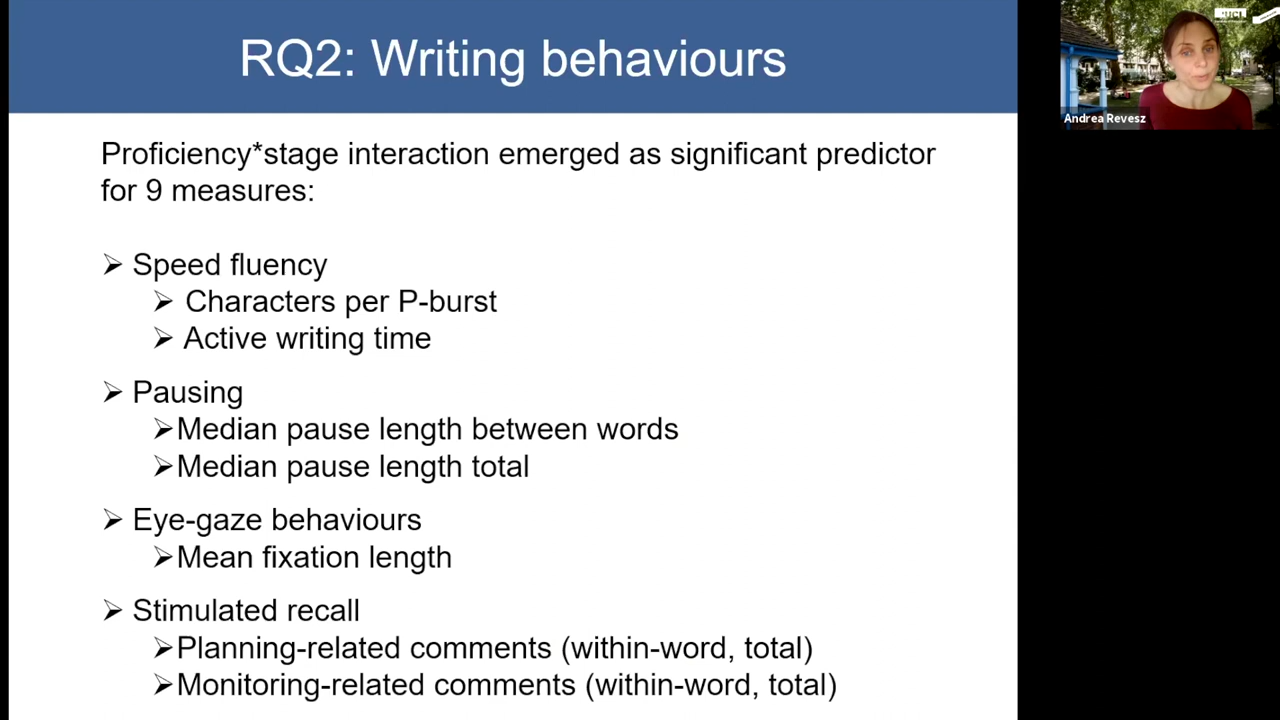 RQ2: Writing behaviours
Proficiency*stage interaction emerged as significant predictor
for 9 measures:
➢ Speed fluency
➢ Characters per P-burst
➢ Active writing time
➢ Pausing
➢Median pause length between words
➢Median pause length total
➢ Eye-gaze behaviours
➢Mean fixation length
➢ Stimulated recall
➢Planning-related comments (within-word, total)
➢Monitoring-related comments (within-word, total)
Andrea Revesz